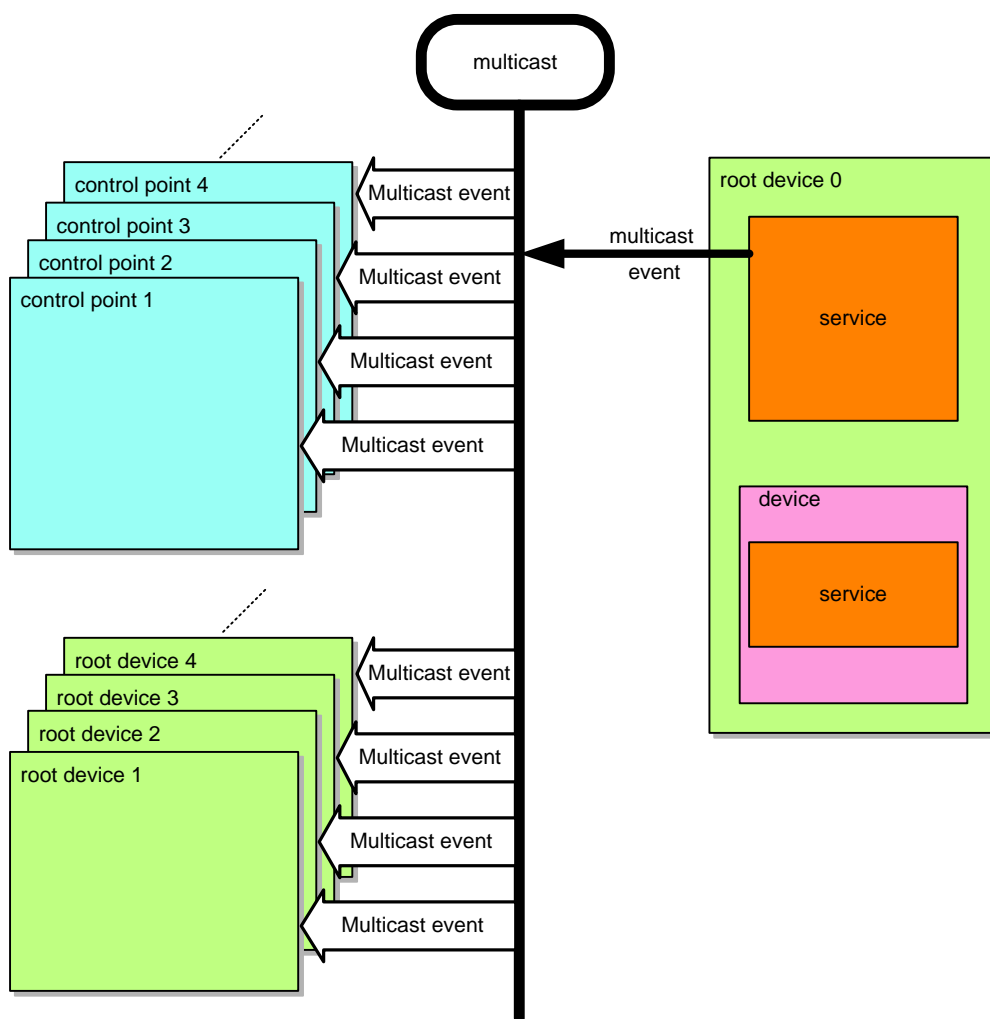 multicast
control point 4
control point 3
control point 2
control point 1
Multicast event
Multicast event
Multicast event
Multicast event
root device 0
multicast
event
service
device
service
root device 4
root device 3
root device 2
root device 1
Multicast event
Multicast event
Multicast event
Multicast event